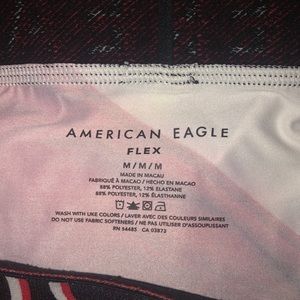 AMERICAN EAGLE
FLEX
M/M/M
MADE IN MACAU
FABRIQUÉ À MACAO / HECHO EN MACAO
88% POLYESTER, 12% ELASTANE
88% POLYESTER, 12% ÉLASTHANNE
WASH WITH LIKE COLORS / LAVER AVEC DES COULEURS SIMILAIRES
DO NOT USE FABRIC SOFTENERS / NE PAS UTILISER D'ASSOUPLISSANT
RN 54485 CA 03873